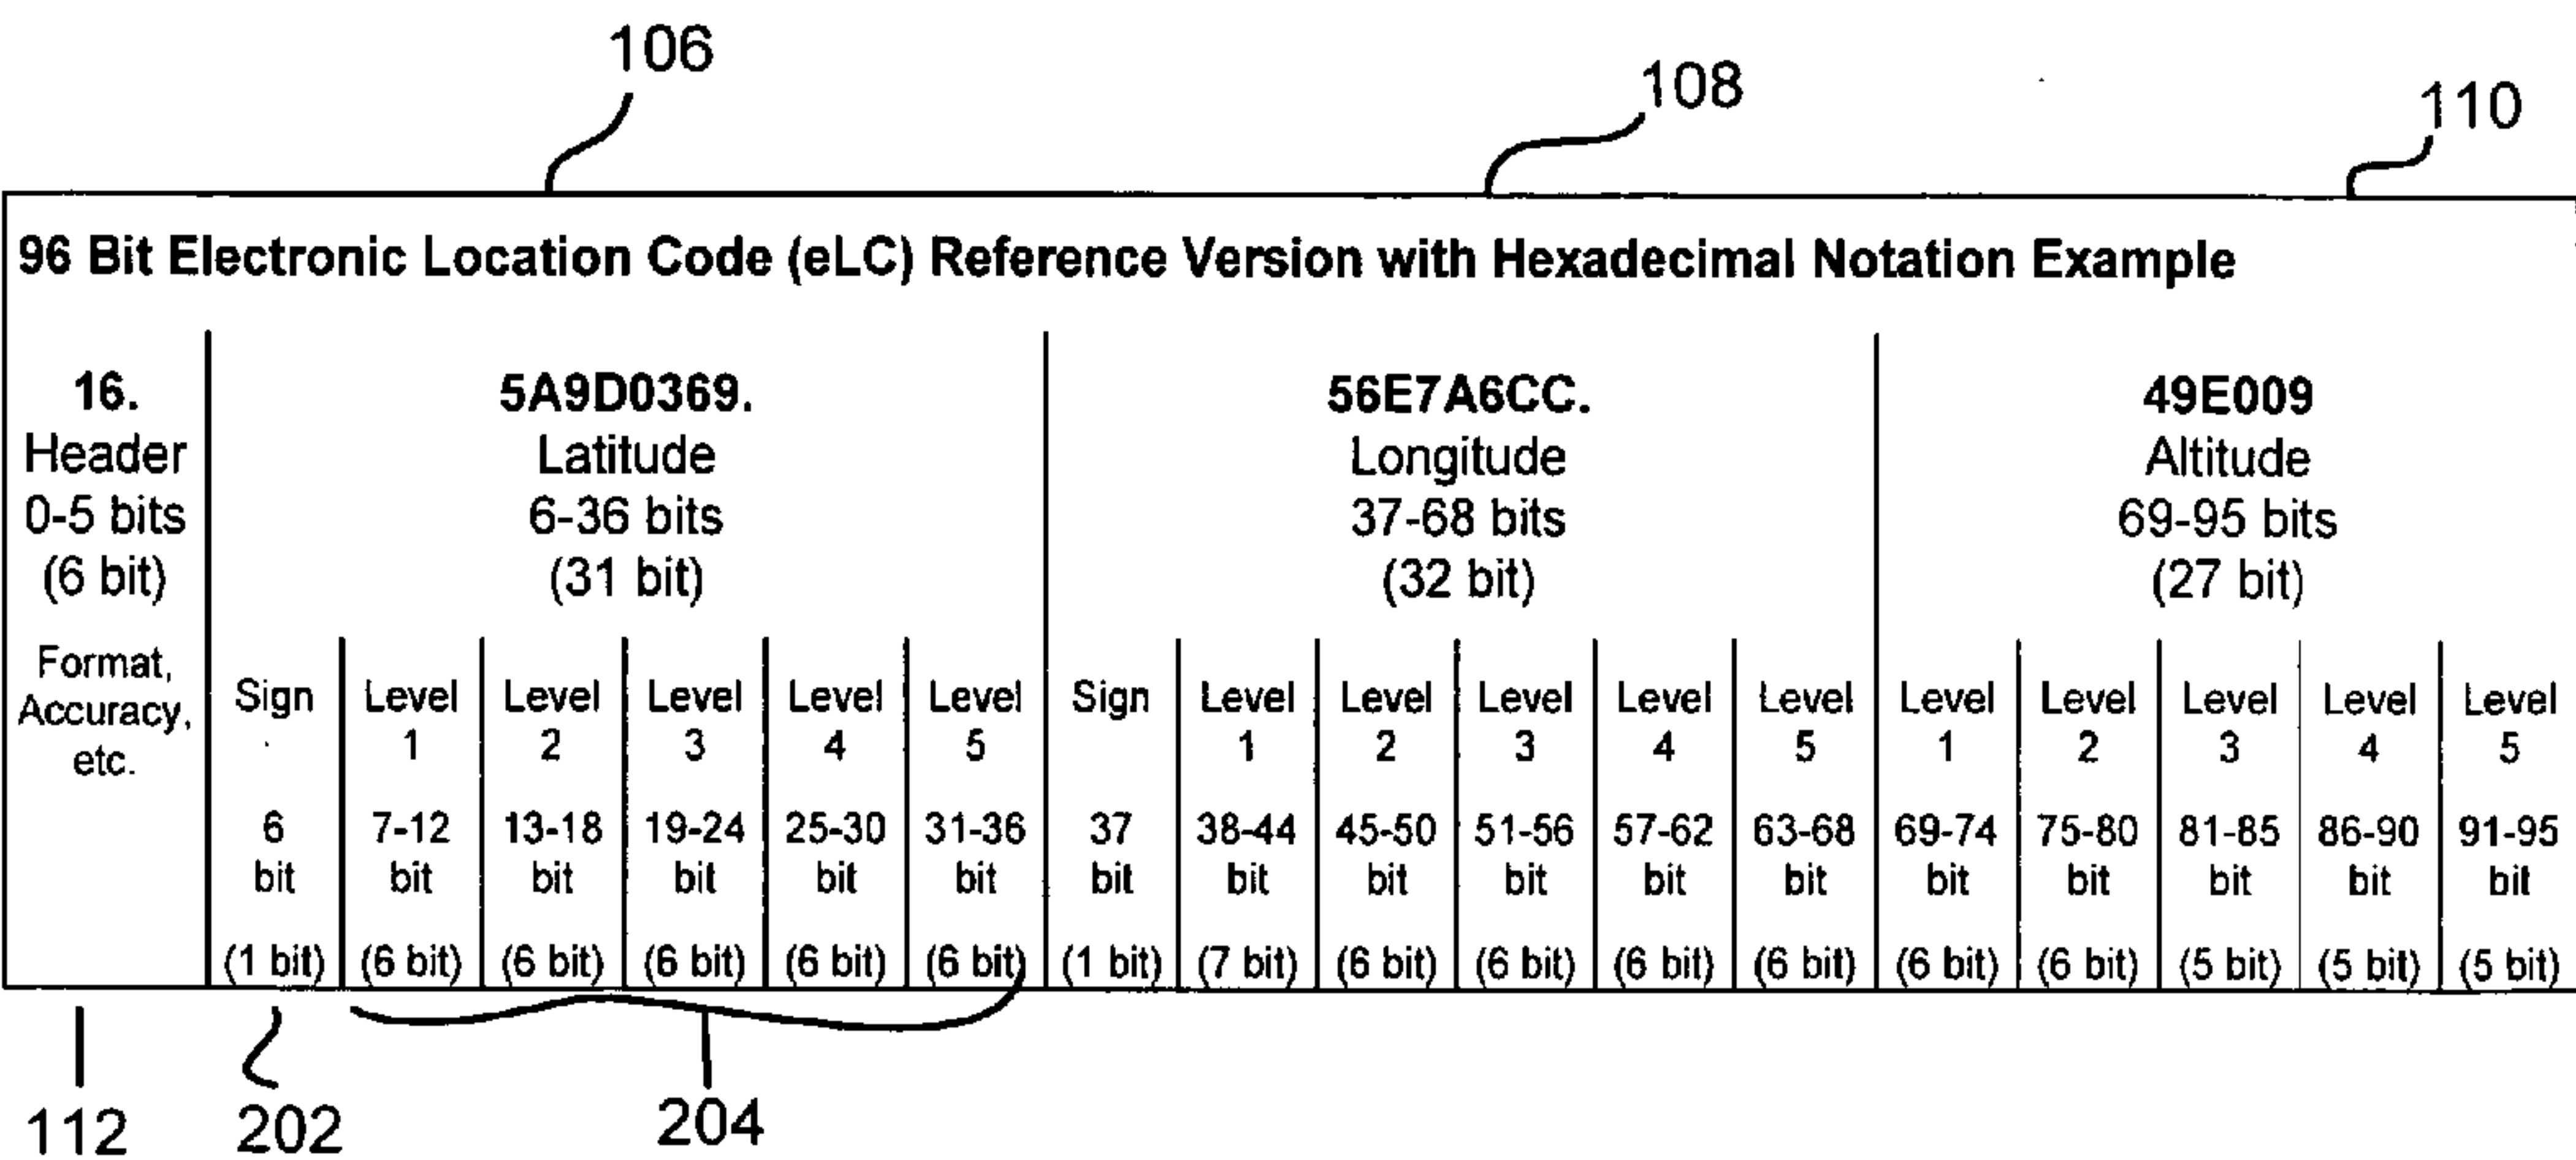 106
108
110
96 Bit Electronic Location Code (eLC) Reference Version with Hexadecimal Notation Example
16. 5A9D0369. 56E7A6CC. 49E009
Header Latitude Longitude Altitude
0-5 bits 6-36 bits 37-68 bits 69-95 bits
(6 bit) (31 bit) (32 bit) (27 bit)
Format,
Accuracy,
etc.
Sign Level Level Level Level Level Sign Level Level Level Level Level Level Level Level Level Level
1 2 3 4 5 1 2 3 4 5 1 2 3 4 5
6 7-12 13-18 19-24 25-30 31-36 37 38-44 45-50 51-56 57-62 63-68 69-74 75-80 81-85 86-90 91-95
bit bit bit bit bit bit bit bit bit bit bit bit bit bit bit bit bit
(1 bit) (6 bit) (6 bit) (6 bit) (6 bit) (6 bit) (1 bit) (7 bit) (6 bit) (6 bit) (6 bit) (6 bit) (6 bit) (6 bit) (5 bit) (5 bit) (5 bit)
112 202 204